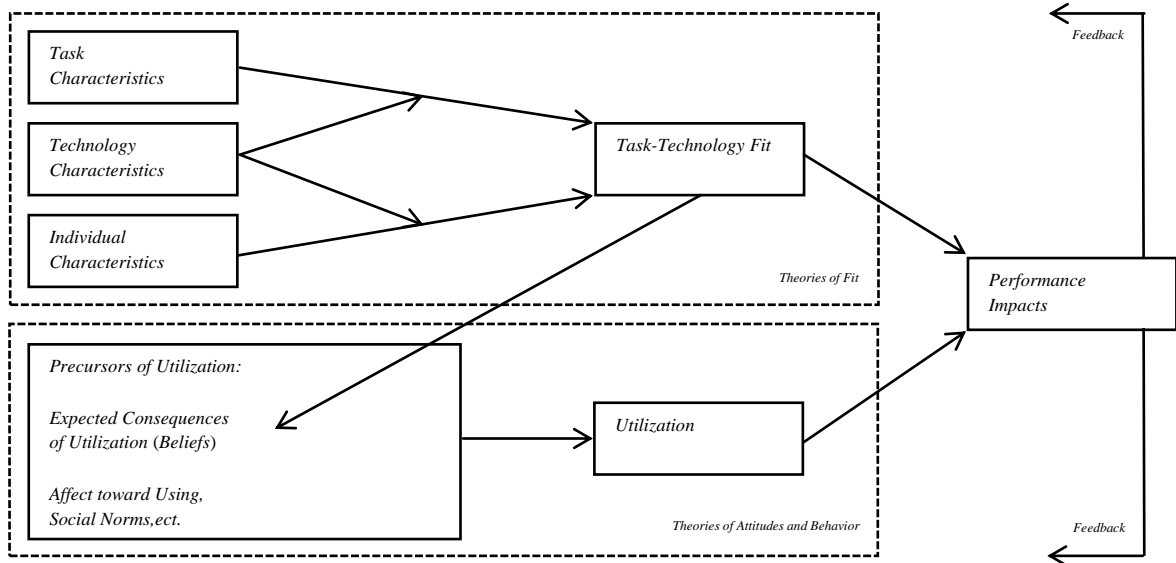 Task
Characteristics
Technology
Characteristics
Individual
Characteristics
Task-Technology Fit
Theories of Fit
Feedback
Performance
Impacts
Precursors of Utilization:
Expected Consequences
of Utilization (Beliefs)
Affect toward Using,
Social Norms,ect.
Utilization
Theories of Attitudes and Behavior
Feedback